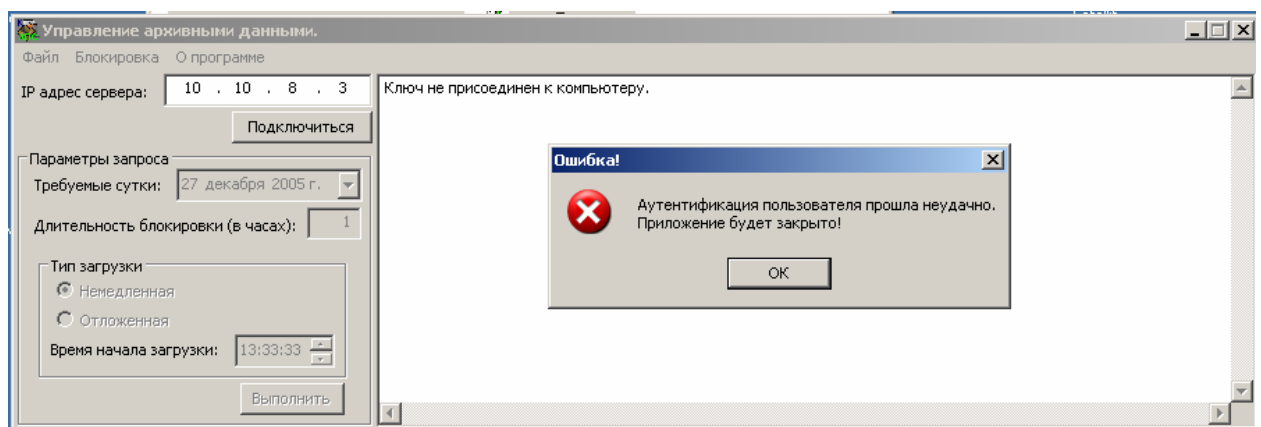 Управление архивными данными.
Файл Блокировка О программе
IP адрес сервера: 10 . 10 . 8 . 3
Подключиться
Параметры запроса
Требуемые сутки: 27 декабря 2005 г.
Длительность блокировки (в часах): 1
Тип загрузки
Немедленная
Отложенная
Время начала загрузки: 13:33:33
Выполнить
Ключ не присоединен к компьютеру.
Ошибка!
Аутентификация пользователя прошла неудачно.
Приложение будет закрыто!
OK